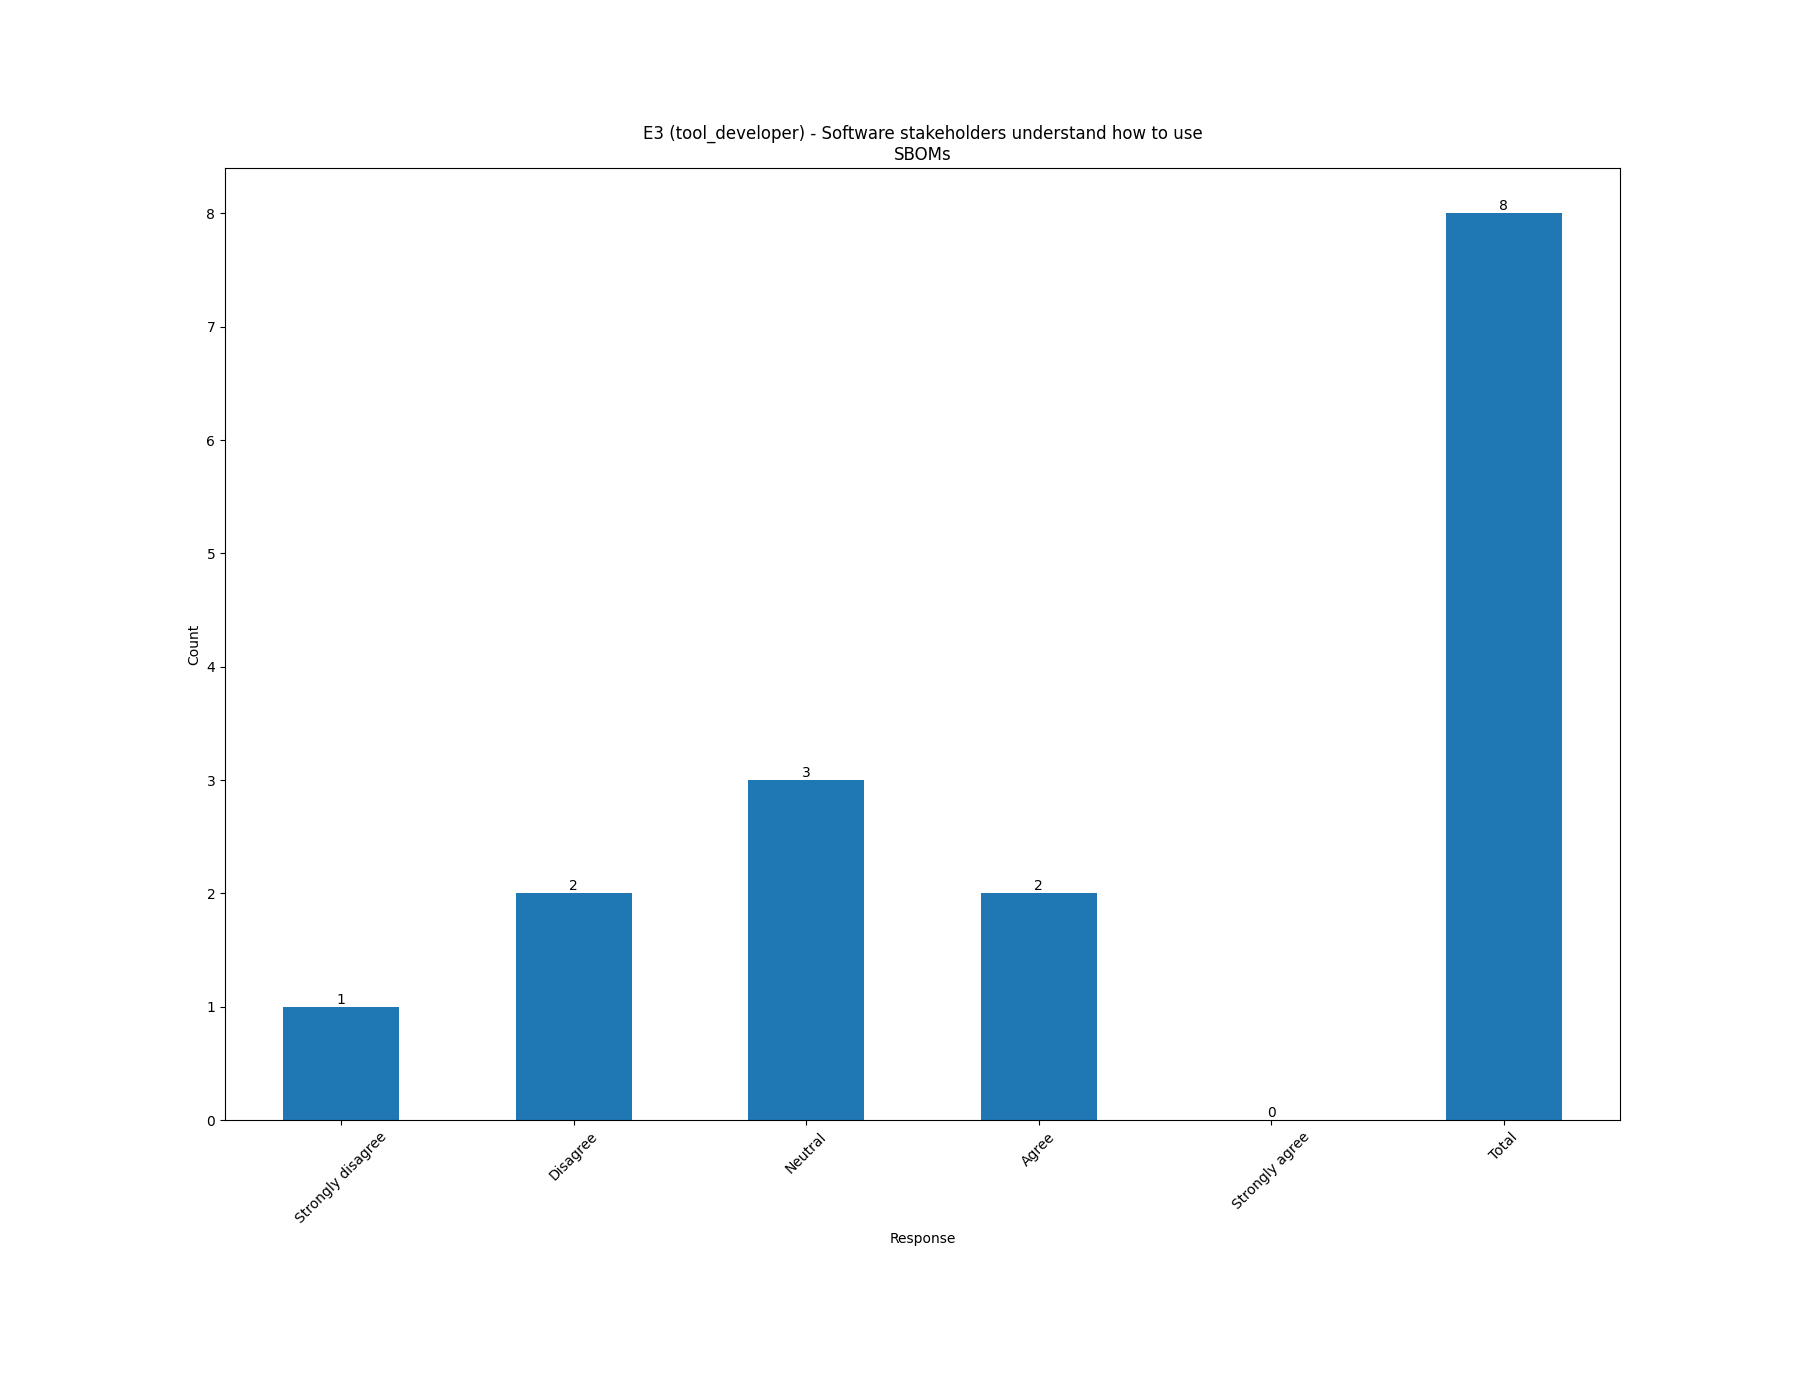 E3 (tool_developer) - Software stakeholders understand how to use
SBOMs
8
7
6
5
4
3
2
1
0
Count
1
2
3
2
0
8
Strongly disagree
Disagree
Neutral
Agree
Strongly agree
Total
Response